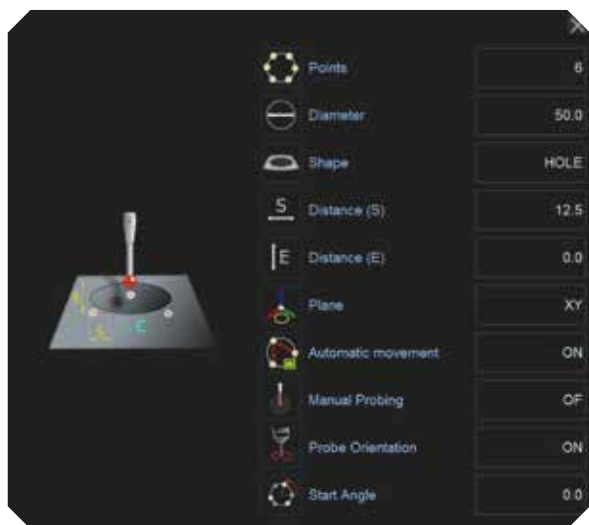 Points 6
Diameter 50.0
Shape HOLE
S Distance (S) 12.5
E Distance (E) 0.0
Plane XY
Automatic movement ON
Manual Probing OF
Probe Orientation ON
Start Angle 0.0